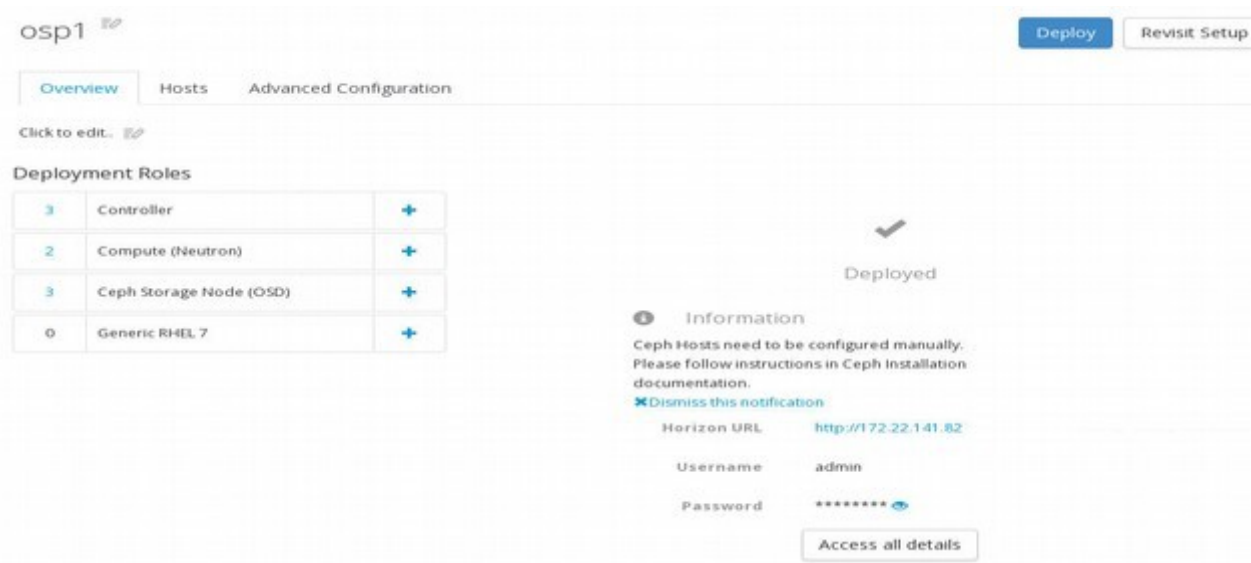 osp1
Deploy
Revisit Setup
Overview Hosts Advanced Configuration
Click to edit..
Deployment Roles
3 Controller +
2 Compute (Neutron) +
3 Ceph Storage Node (OSD) +
0 Generic RHEL 7 +
Deployed
Information
Ceph Hosts need to be configured manually.
Please follow instructions in Ceph Installation
documentation.
Dismiss this notification
Horizon URL http://172.22.141.82
Username admin
Password ********
Access all details